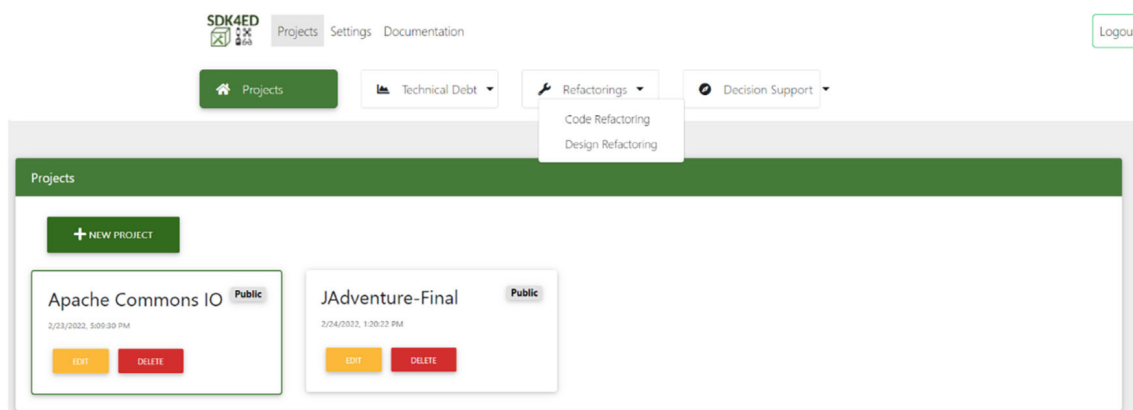 SDK4ED
Projects Settings Documentation
Logou
Projects
Technical Debt
Refactorings
Decision Support
Code Refactoring
Design Refactoring
Projects
NEW PROJECT
Apache Commons IO Public
2/23/2022, 5:09:30 PM
EDIT DELETE
JAdventure-Final Public
2/24/2022, 1:20:22 PM
EDIT DELETE